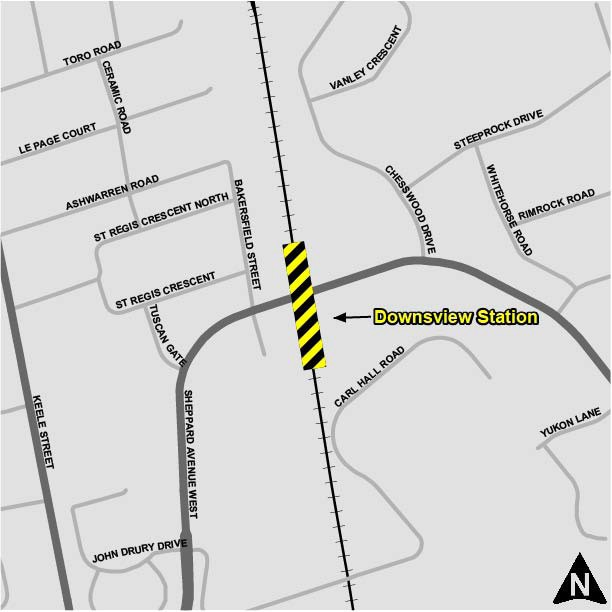 TORO ROAD
CERAMIC ROAD
VANLEY CRESCENT
LE PAGE COURT
STEEPROCK DRIVE
ASHWARREN ROAD
BAKERSFIELD STREET
CHESSWOOD DRIVE
WHITEHORSE ROAD
RIMROCK ROAD
ST REGIS CRESCENT NORTH
ST REGIS CRESCENT
TUSCAN GATE
Downsview Station
CARL HALL ROAD
KEELE STREET
SHEPPARD AVENUE WEST
YUKON LANE
JOHN DRURY DRIVE
N